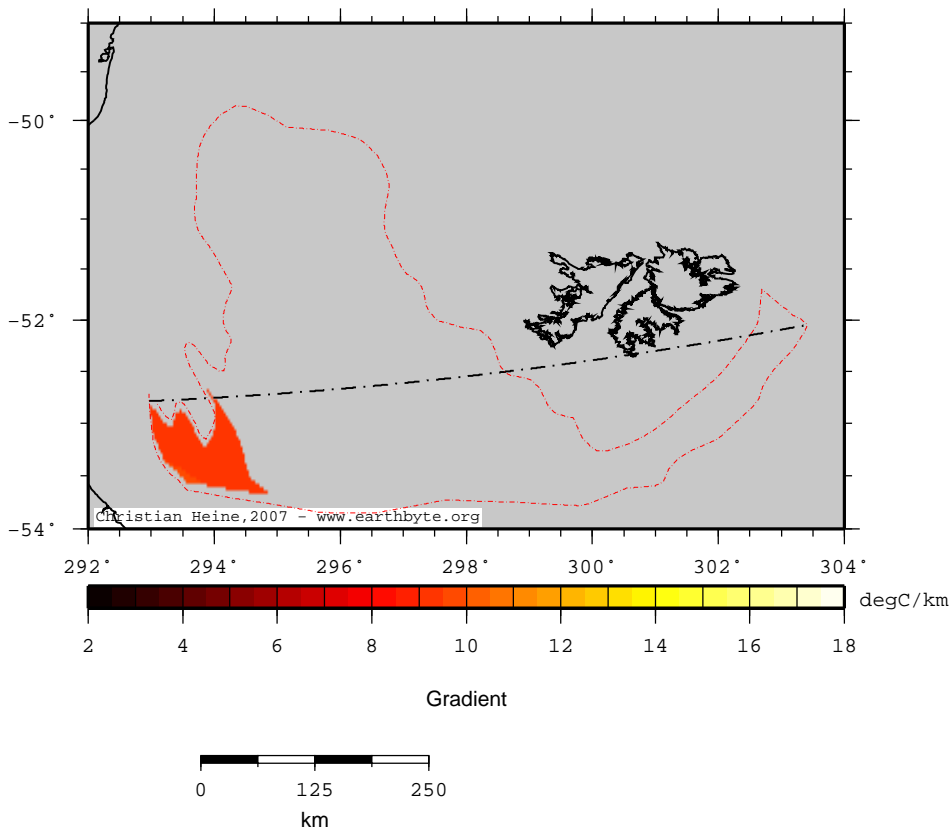 -50°
-52°
-54°
Christian Heine,2007 - www.earthbyte.org
292° 294° 296° 298° 300° 302° 304°
degC/km
2 4 6 8 10 12 14 16 18
Gradient
0 125 250
km